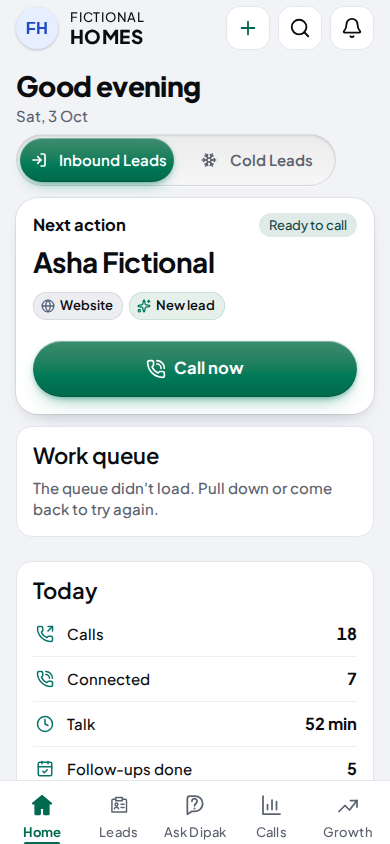 FH
FICTIONAL
HOMES
Good evening
Sat, 3 Oct
Inbound Leads
Cold Leads
Next action
Ready to call
Asha Fictional
Website
New lead
Call now
Work queue
The queue didn't load. Pull down or come
back to try again.
Today
Calls 18
Connected 7
Talk 52 min
Follow-ups done 5
Home
Leads
Ask Dipak
Calls
Growth